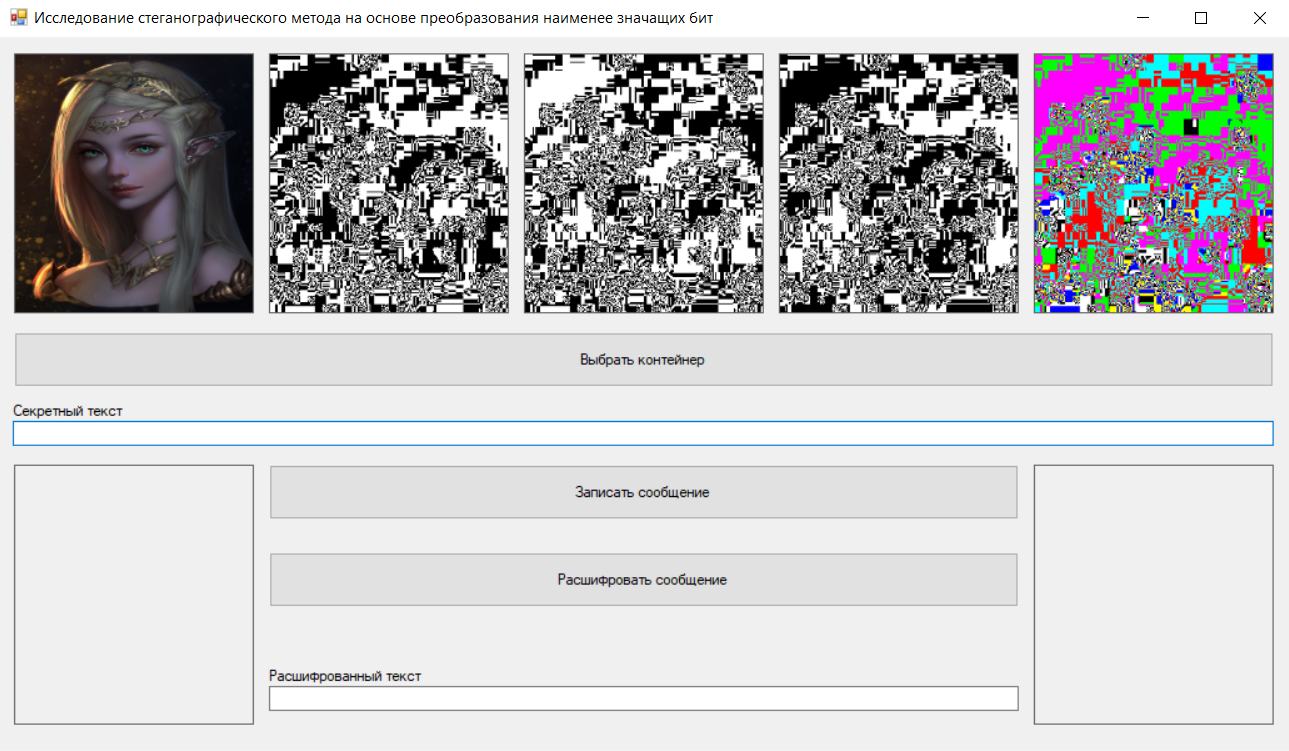 Исследование стеганографического метода на основе преобразования наименее значащих бит
Выбрать контейнер
Секретный текст
Записать сообщение
Расшифровать сообщение
Расшифрованный текст